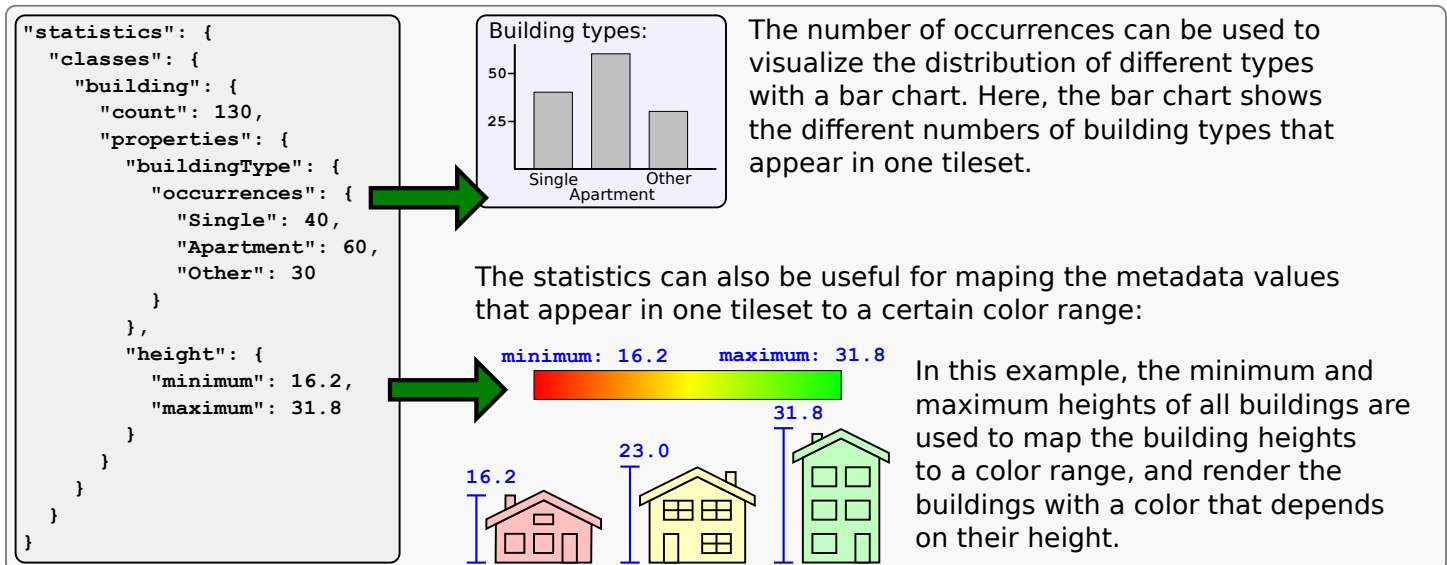 "statistics": {
"classes": {
"building": {
"count": 130,
"properties": {
"buildingType": {
"occurrences": {
"Single": 40,
"Apartment": 60,
"Other": 30
}
},
"height": {
"minimum": 16.2,
"maximum": 31.8
}
}
}
}
}
Building types:
50
25
Single
Other
Apartment
The number of occurrences can be used to
visualize the distribution of different types
with a bar chart. Here, the bar chart shows
the different numbers of building types that
appear in one tileset.
The statistics can also be useful for maping the metadata values
that appear in one tileset to a certain color range:
minimum: 16.2 maximum: 31.8
16.2
23.0
31.8
In this example, the minimum and
maximum heights of all buildings are
used to map the building heights
to a color range, and render the
buildings with a color that depends
on their height.